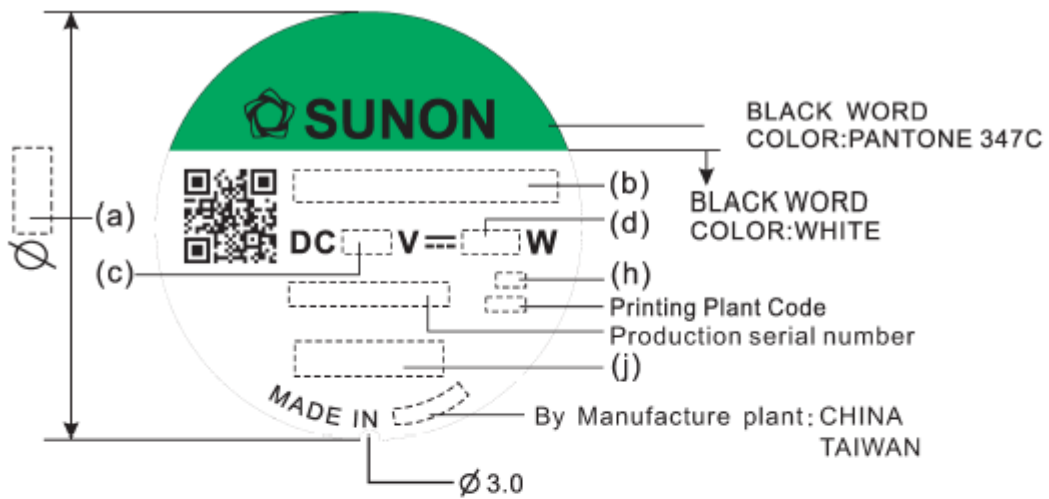 SUNON
BLACK WORD
COLOR:PANTONE 347C
(b)
BLACK WORD
COLOR:WHITE
(a)
Ø
(d)
DC V W
(c)
(h)
Printing Plant Code
Production serial number
(j)
MADE IN
By Manufacture plant: CHINA
TAIWAN
Ø 3.0